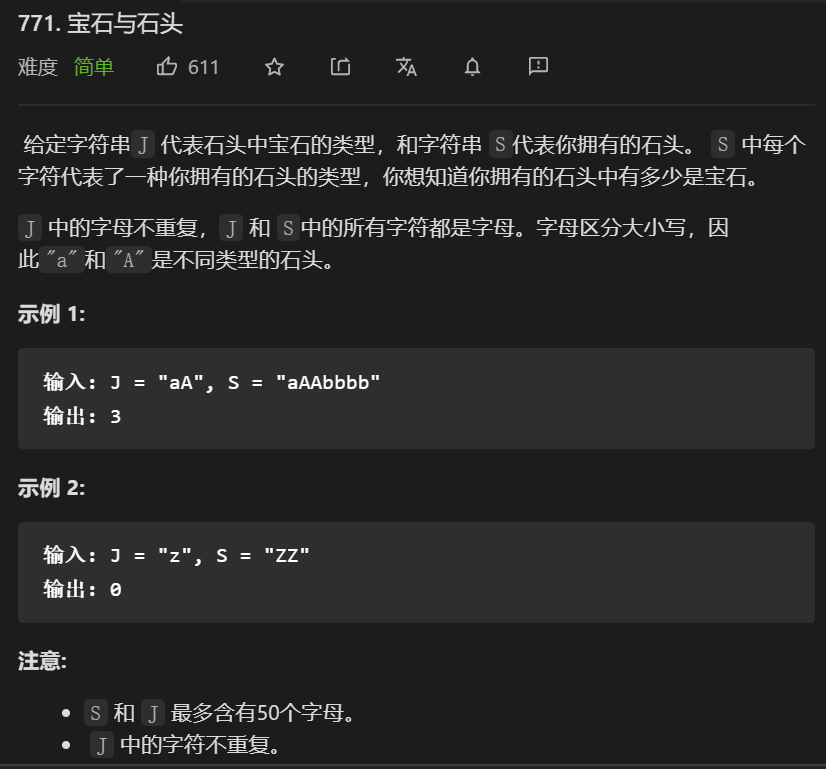 771. 宝石与石头
难度 简单 611
给定字符串 J 代表石头中宝石的类型，和字符串 S 代表你拥有的石头。 S 中每个
字符代表了一种你拥有的石头的类型，你想知道你拥有的石头中有多少是宝石。
J 中的字母不重复，J 和 S 中的所有字符都是字母。字母区分大小写，因
此"a"和"A"是不同类型的石头。
示例 1:
输入: J = "aA", S = "aAAbbbb"
输出: 3
示例 2:
输入: J = "z", S = "ZZ"
输出: 0
注意:
• S 和 J 最多含有50个字母。
• J 中的字符不重复。